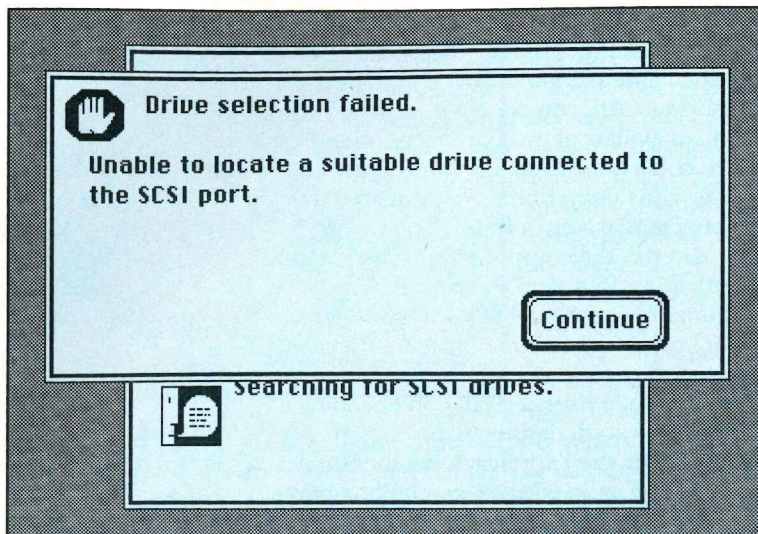 Drive selection failed.
Unable to locate a suitable drive connected to
the SCSI port.
Continue
Searching for SCSI drives.